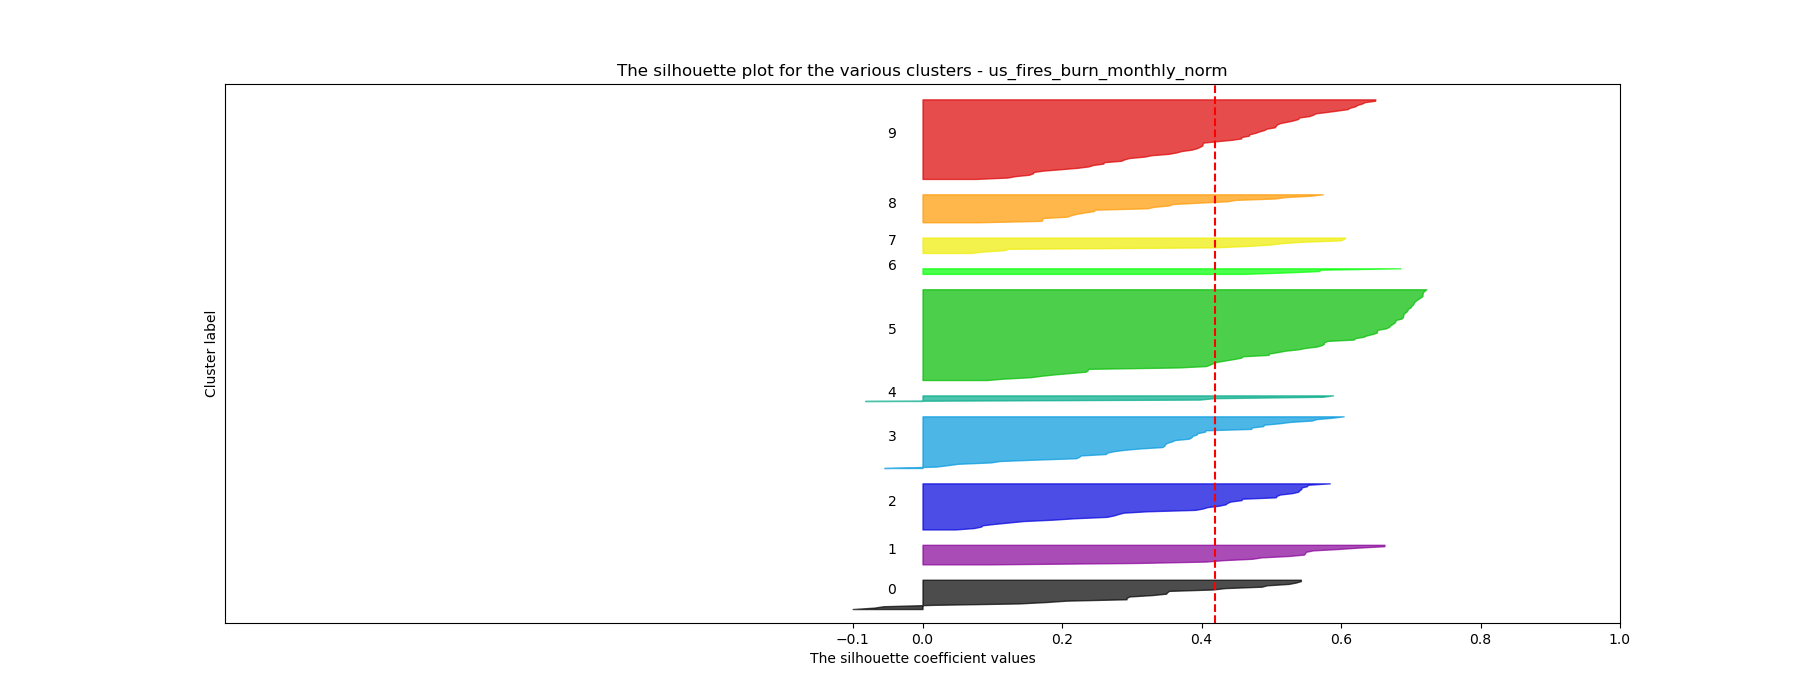 The silhouette plot for the various clusters - us_fires_burn_monthly_norm
9
8
7
6
5
4
3
2
1
0
Cluster label
−0.1 0.0 0.2 0.4 0.6 0.8 1.0
The silhouette coefficient values